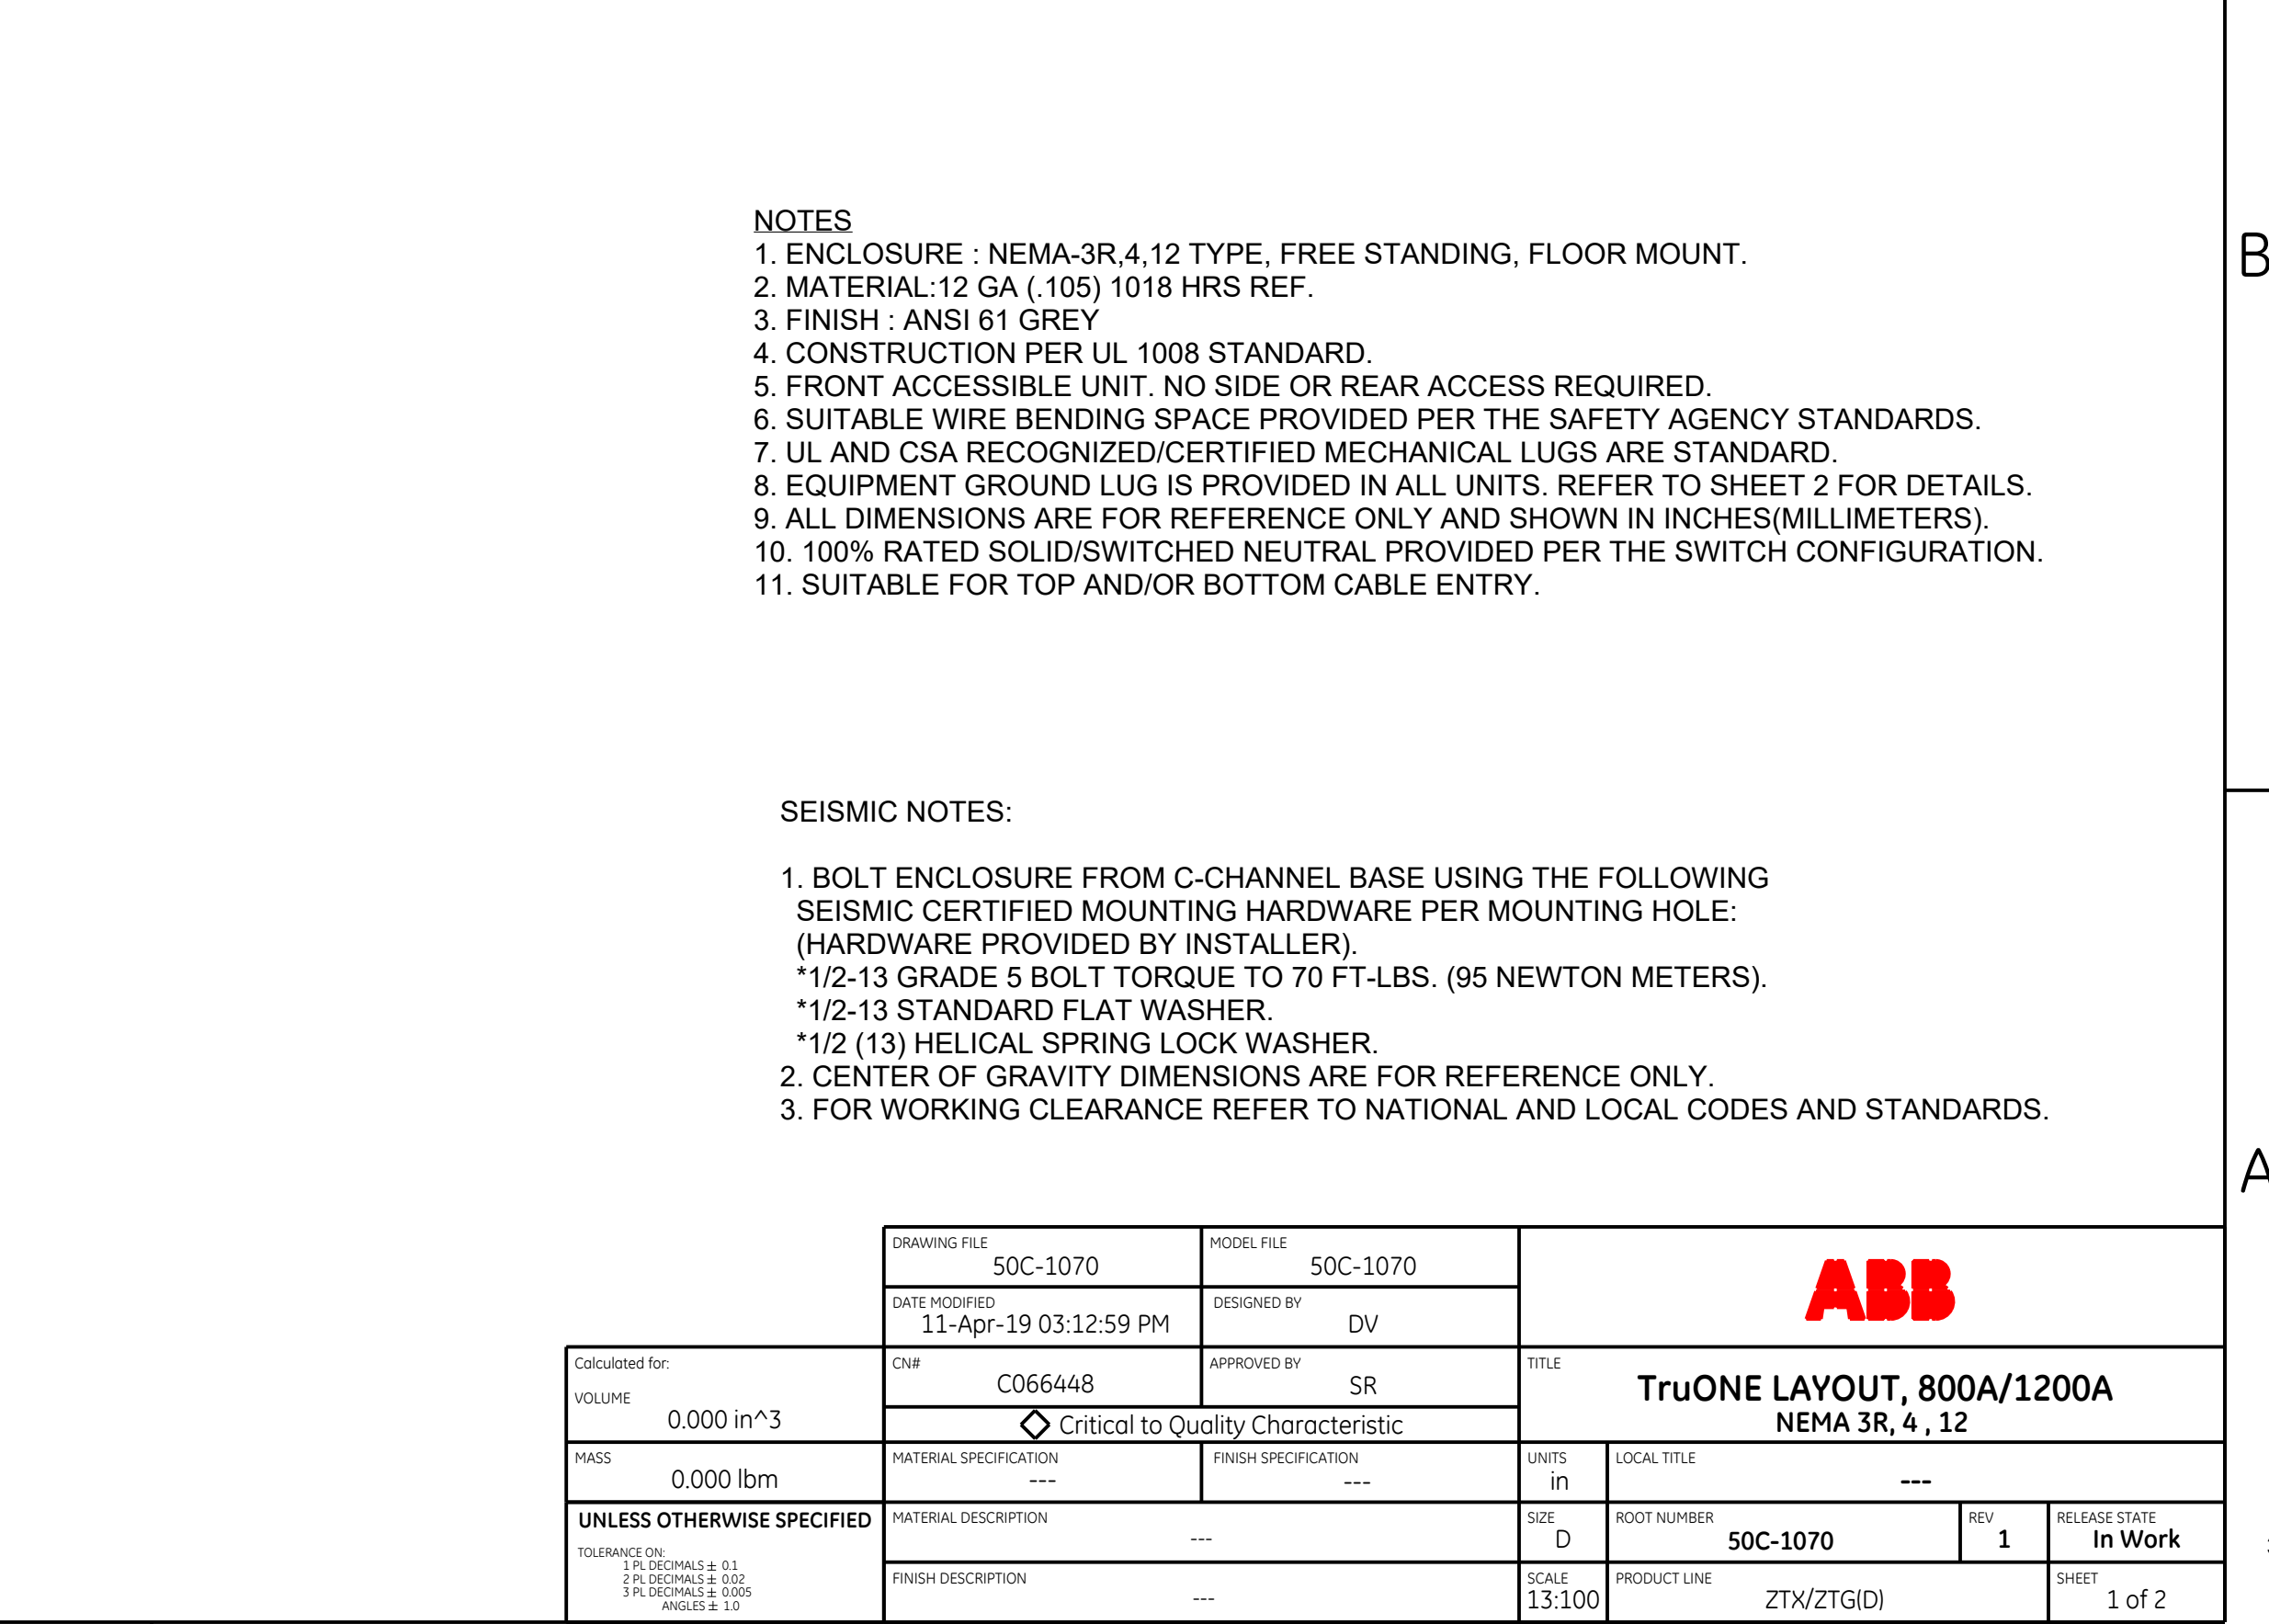 NOTES
1. ENCLOSURE : NEMA-3R,4,12 TYPE, FREE STANDING, FLOOR MOUNT.
2. MATERIAL:12 GA (.105) 1018 HRS REF.
3. FINISH : ANSI 61 GREY
4. CONSTRUCTION PER UL 1008 STANDARD.
5. FRONT ACCESSIBLE UNIT. NO SIDE OR REAR ACCESS REQUIRED.
6. SUITABLE WIRE BENDING SPACE PROVIDED PER THE SAFETY AGENCY STANDARDS.
7. UL AND CSA RECOGNIZED/CERTIFIED MECHANICAL LUGS ARE STANDARD.
8. EQUIPMENT GROUND LUG IS PROVIDED IN ALL UNITS. REFER TO SHEET 2 FOR DETAILS.
9. ALL DIMENSIONS ARE FOR REFERENCE ONLY AND SHOWN IN INCHES(MILLIMETERS).
10. 100% RATED SOLID/SWITCHED NEUTRAL PROVIDED PER THE SWITCH CONFIGURATION.
11. SUITABLE FOR TOP AND/OR BOTTOM CABLE ENTRY.
B
SEISMIC NOTES:
1. BOLT ENCLOSURE FROM C-CHANNEL BASE USING THE FOLLOWING
SEISMIC CERTIFIED MOUNTING HARDWARE PER MOUNTING HOLE:
(HARDWARE PROVIDED BY INSTALLER).
*1/2-13 GRADE 5 BOLT TORQUE TO 70 FT-LBS. (95 NEWTON METERS).
*1/2-13 STANDARD FLAT WASHER.
*1/2 (13) HELICAL SPRING LOCK WASHER.
2. CENTER OF GRAVITY DIMENSIONS ARE FOR REFERENCE ONLY.
3. FOR WORKING CLEARANCE REFER TO NATIONAL AND LOCAL CODES AND STANDARDS.
A
DRAWING FILE
50C-1070
MODEL FILE
50C-1070
ABB
DATE MODIFIED
11-Apr-19 03:12:59 PM
DESIGNED BY
DV
Calculated for:
VOLUME
0.000 in^3
CN#
C066448
APPROVED BY
SR
TITLE
TruONE LAYOUT, 800A/1200A
NEMA 3R, 4 , 12
Critical to Quality Characteristic
MASS
0.000 lbm
MATERIAL SPECIFICATION
---
FINISH SPECIFICATION
---
UNITS
in
LOCAL TITLE
---
UNLESS OTHERWISE SPECIFIED
TOLERANCE ON:
1 PL DECIMALS ± 0.1
2 PL DECIMALS ± 0.02
3 PL DECIMALS ± 0.005
ANGLES ± 1.0
MATERIAL DESCRIPTION
---
SIZE
D
ROOT NUMBER
50C-1070
REV
1
RELEASE STATE
In Work
FINISH DESCRIPTION
---
SCALE
13:100
PRODUCT LINE
ZTX/ZTG(D)
SHEET
1 of 2